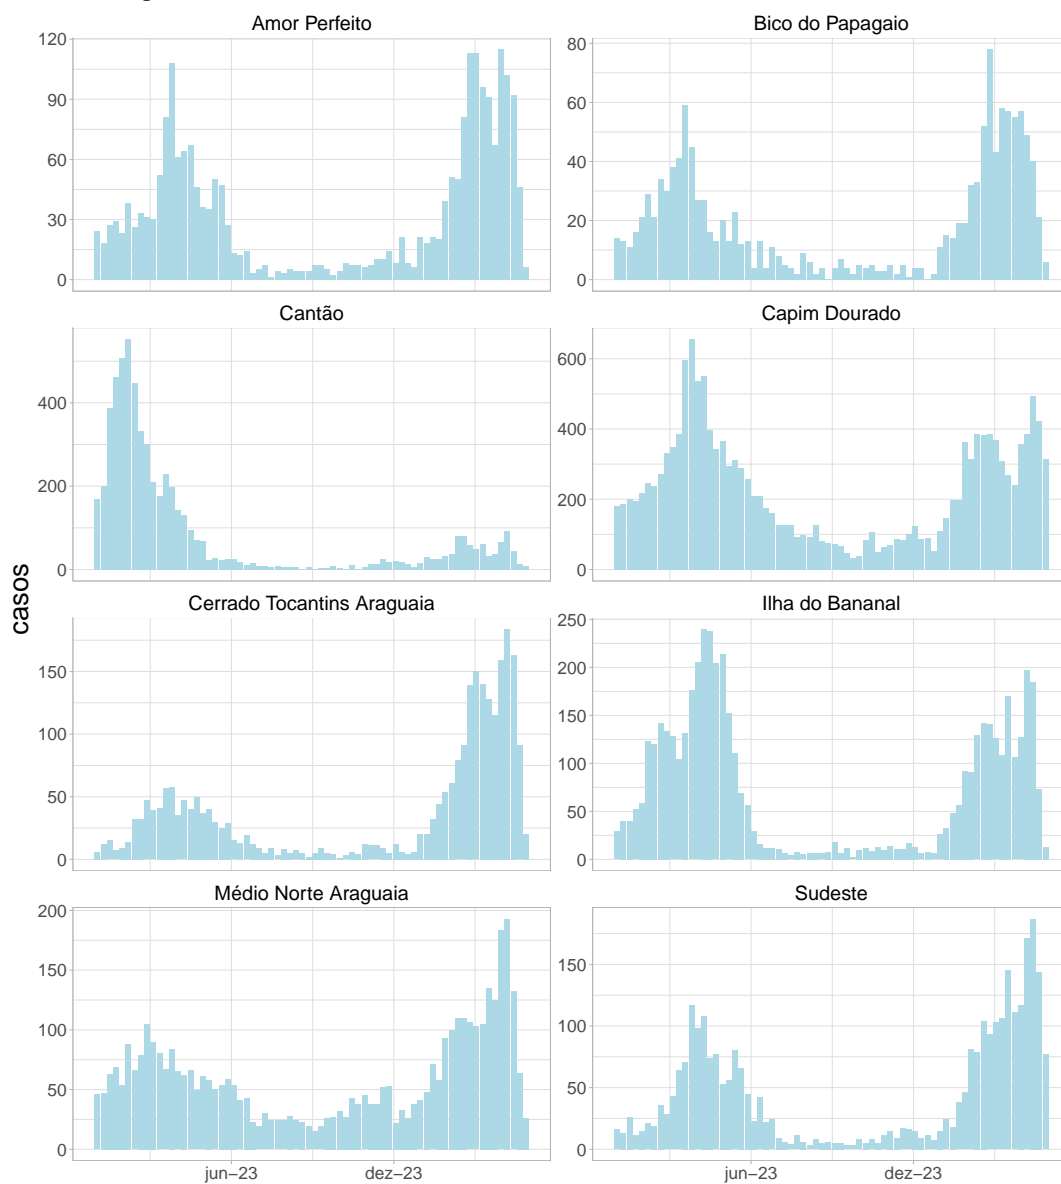 Amor Perfeito
Bico do Papagaio
120
90
60
30
0
80
60
40
20
0
Cantão
Capim Dourado
400
200
0
600
400
200
0
casos
Cerrado Tocantins Araguaia
Ilha do Bananal
150
100
50
0
250
200
150
100
50
0
Médio Norte Araguaia
Sudeste
200
150
100
50
0
150
100
50
0
jun−23
dez−23
jun−23
dez−23